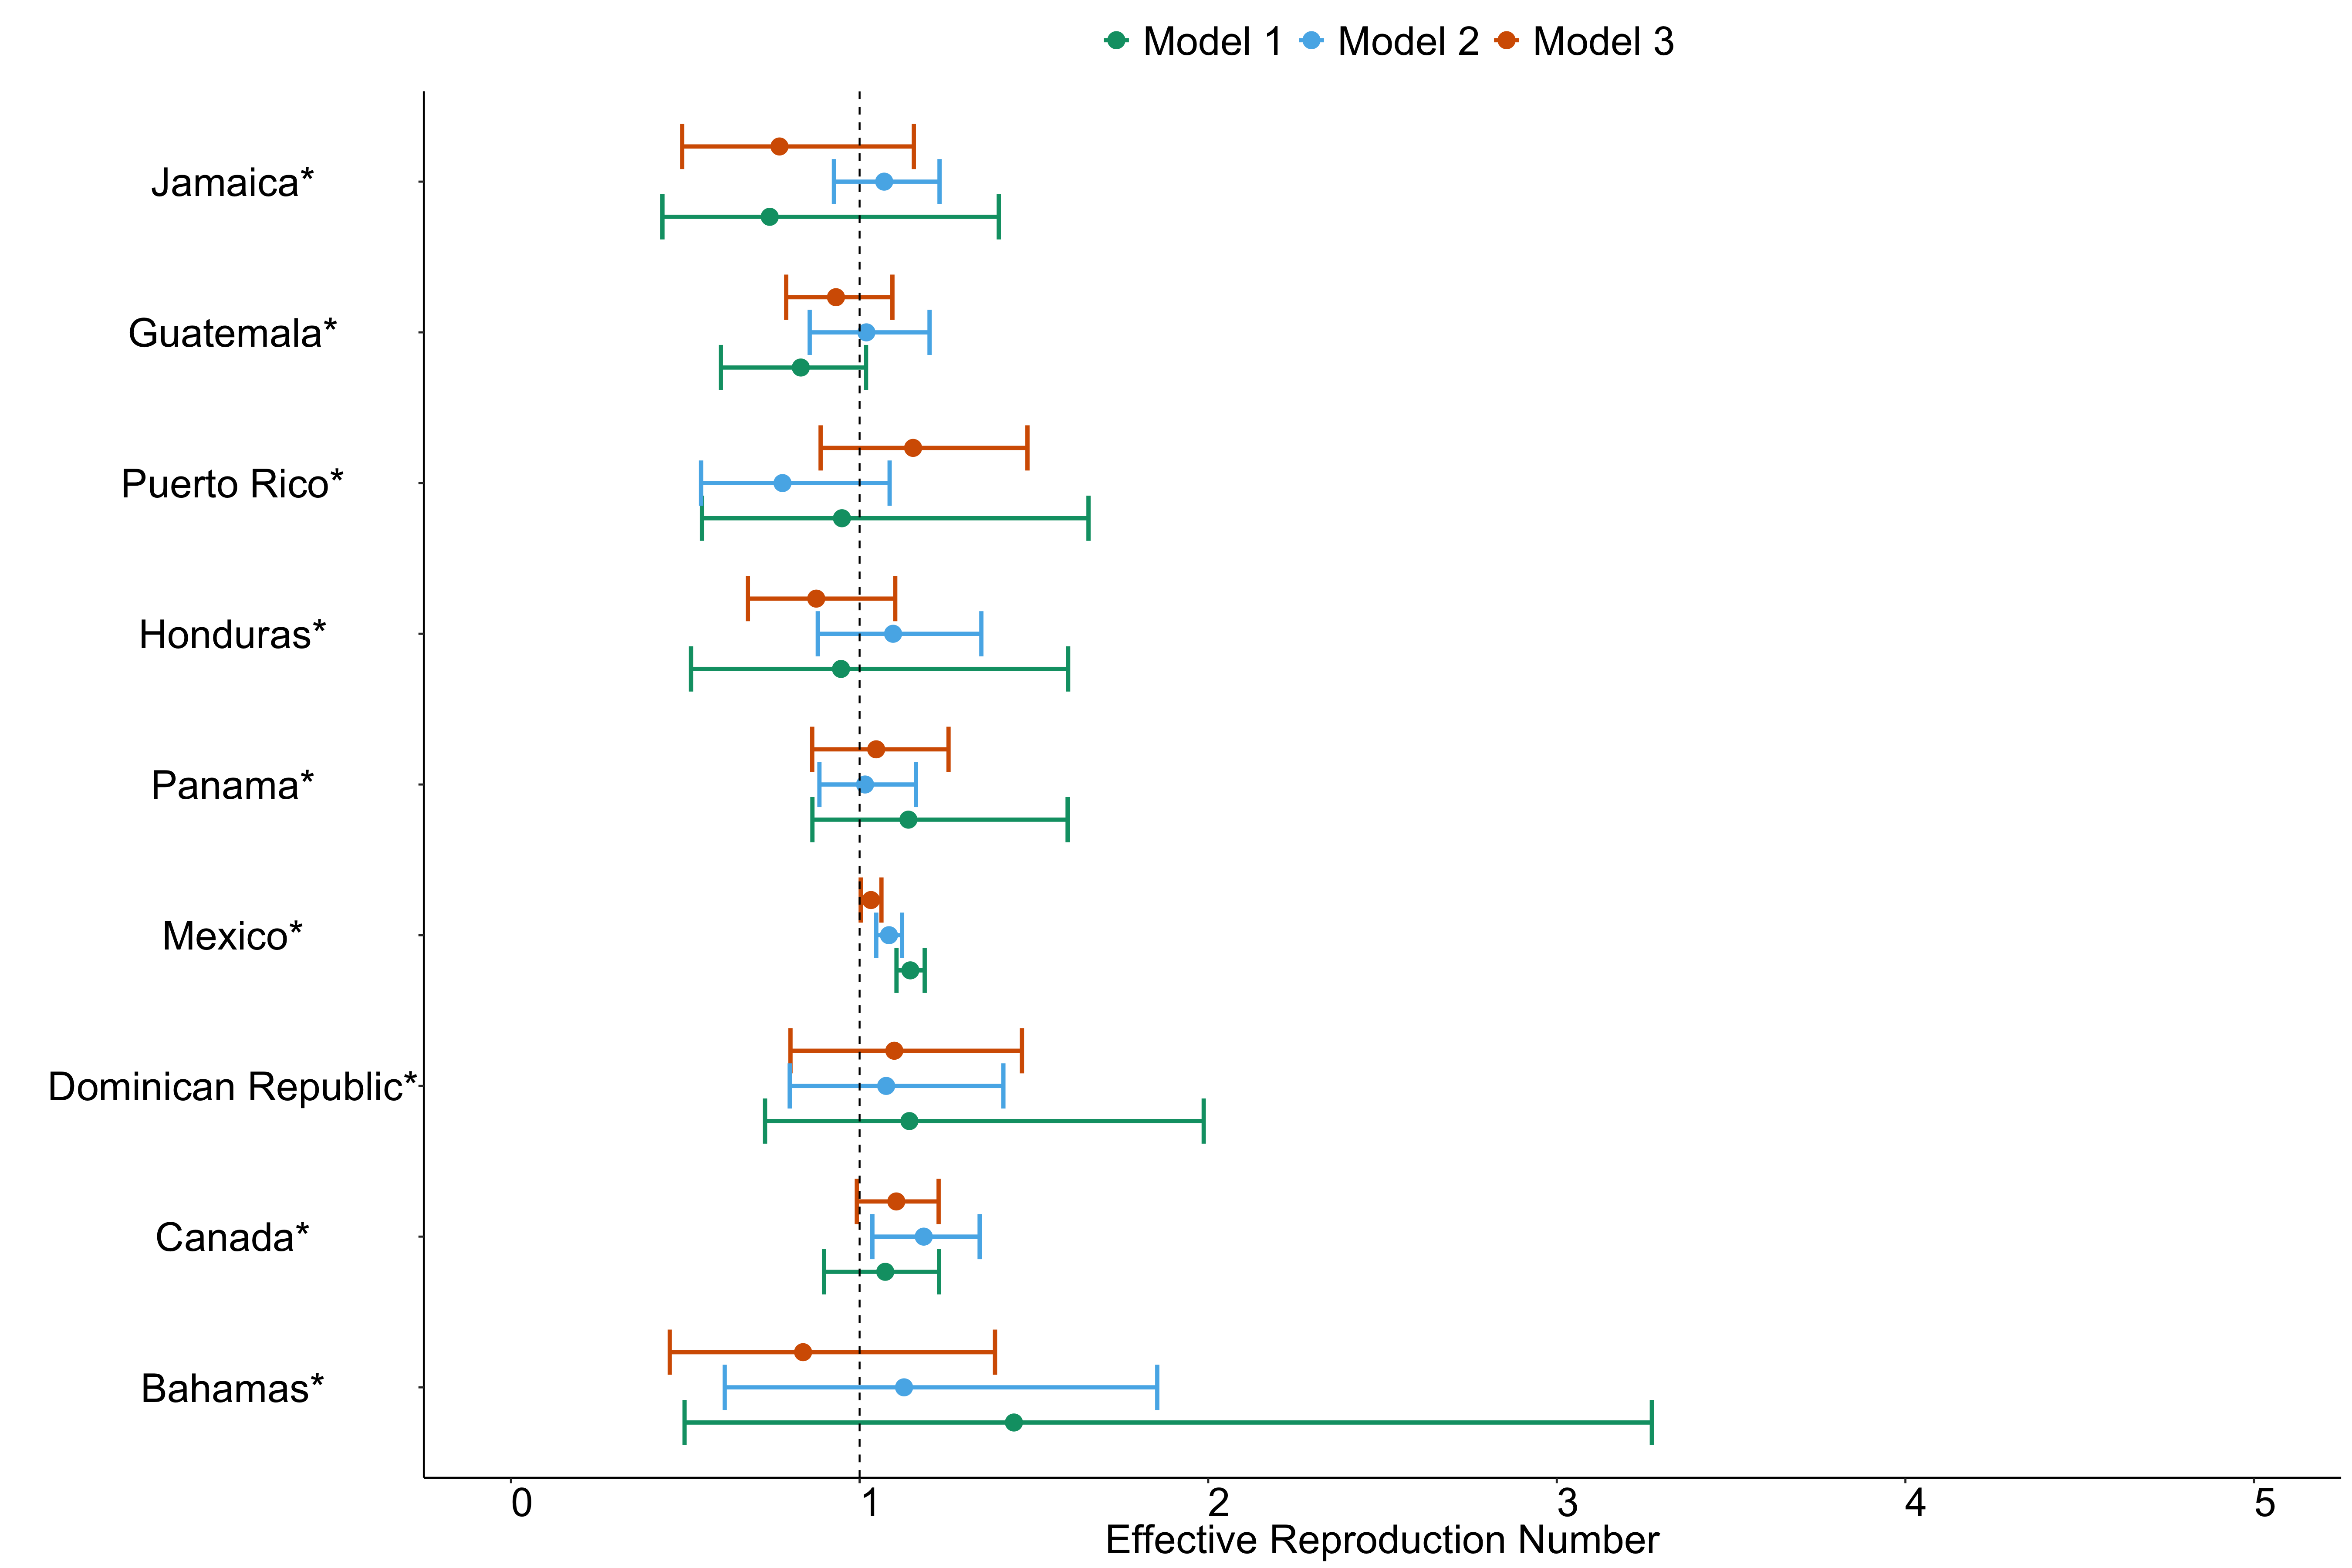 Model 1 Model 2 Model 3
Jamaica*
Guatemala*
Puerto Rico*
Honduras*
Panama*
Mexico*
Dominican Republic*
Canada*
Bahamas*
0 1 2 3 4 5
Effective Reproduction Number